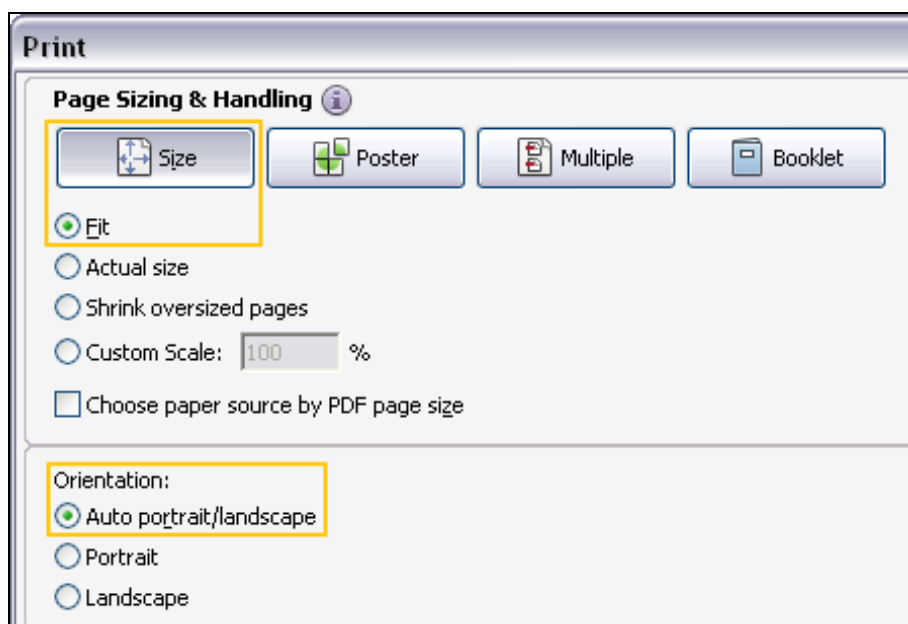 Print
Page Sizing & Handling
Size Poster Multiple Booklet
Fit
Actual size
Shrink oversized pages
Custom Scale: 100 %
Choose paper source by PDF page size
Orientation:
Auto portrait/landscape
Portrait
Landscape